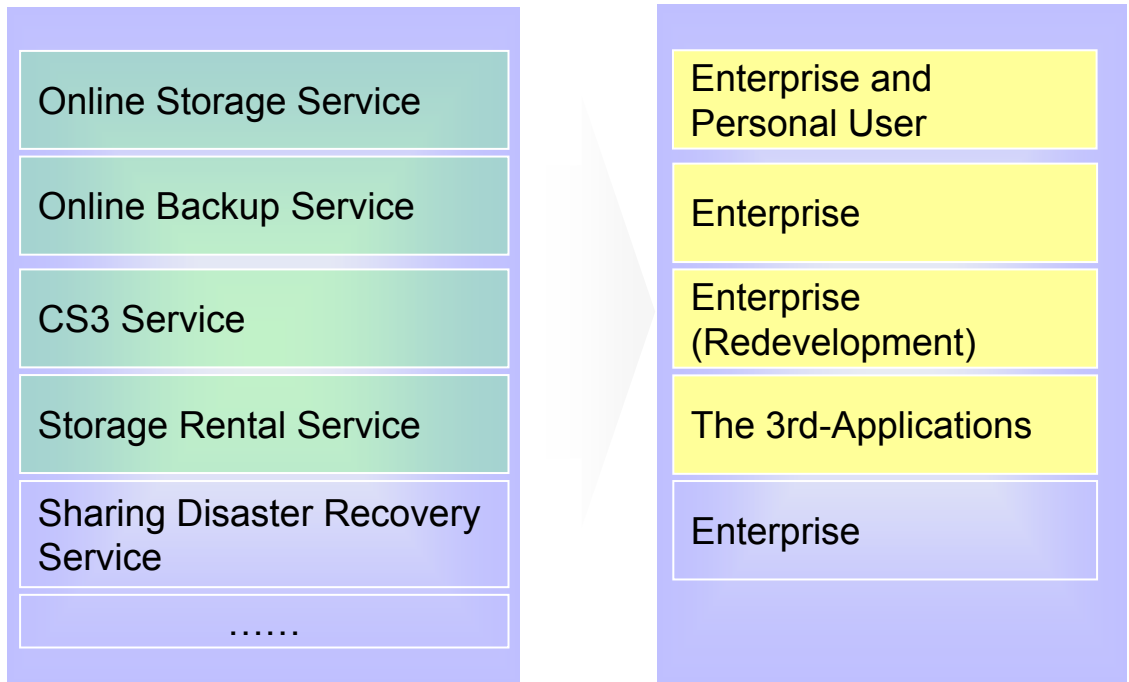 Online Storage Service
Online Backup Service
CS3 Service
Storage Rental Service
Sharing Disaster Recovery
Service
……
Enterprise and
Personal User
Enterprise
Enterprise
(Redevelopment)
The 3rd-Applications
Enterprise